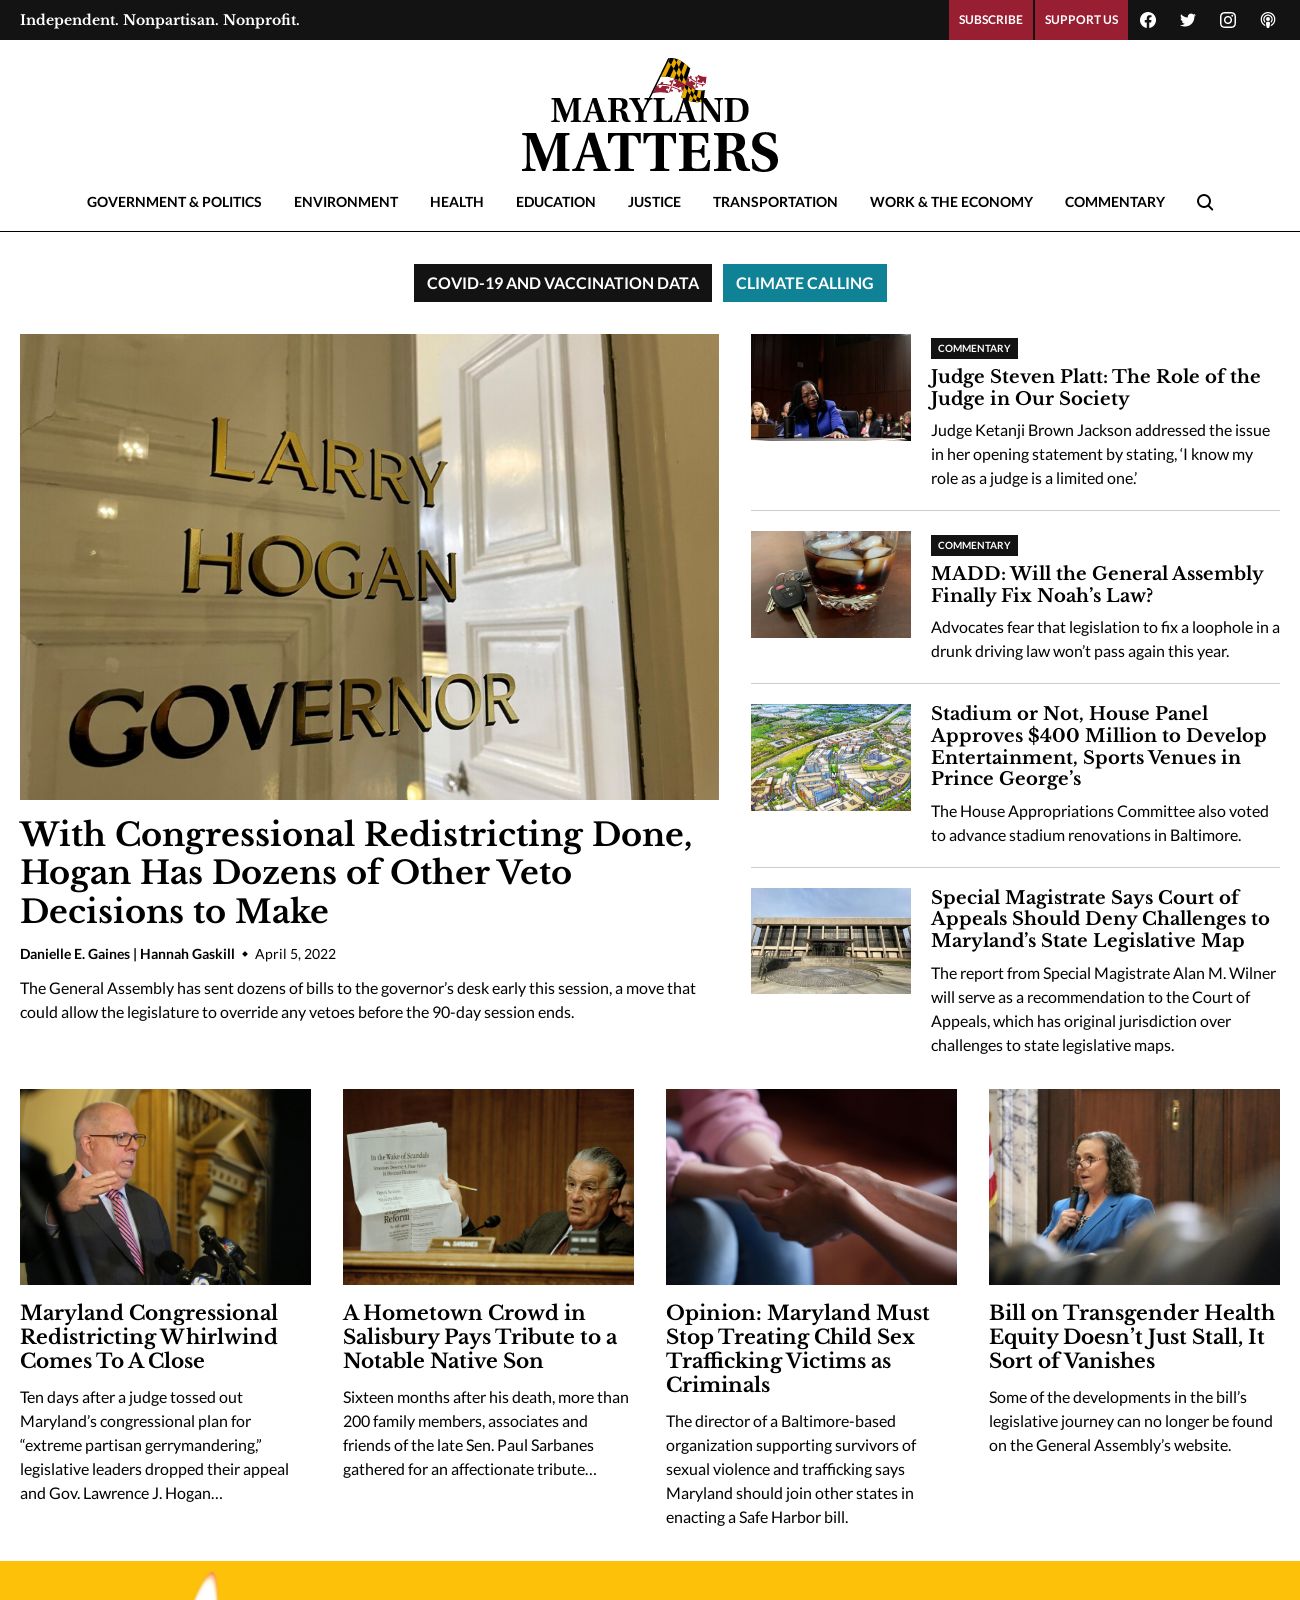 Independent. Nonpartisan. Nonprofit.
SUBSCRIBE
SUPPORT US
MARYLAND
MATTERS
GOVERNMENT & POLITICS
ENVIRONMENT
HEALTH
EDUCATION
JUSTICE
TRANSPORTATION
WORK & THE ECONOMY
COMMENTARY
COVID-19 AND VACCINATION DATA
CLIMATE CALLING
LARRY
HOGAN
GOVERNOR
With Congressional Redistricting Done,
Hogan Has Dozens of Other Veto
Decisions to Make
Danielle E. Gaines | Hannah Gaskill ◆ April 5, 2022
The General Assembly has sent dozens of bills to the governor’s desk early this session, a move that
could allow the legislature to override any vetoes before the 90-day session ends.
COMMENTARY
Judge Steven Platt: The Role of the
Judge in Our Society
Judge Ketanji Brown Jackson addressed the issue
in her opening statement by stating, ‘I know my
role as a judge is a limited one.’
COMMENTARY
MADD: Will the General Assembly
Finally Fix Noah’s Law?
Advocates fear that legislation to fix a loophole in a
drunk driving law won’t pass again this year.
Stadium or Not, House Panel
Approves $400 Million to Develop
Entertainment, Sports Venues in
Prince George’s
The House Appropriations Committee also voted
to advance stadium renovations in Baltimore.
Special Magistrate Says Court of
Appeals Should Deny Challenges to
Maryland’s State Legislative Map
The report from Special Magistrate Alan M. Wilner
will serve as a recommendation to the Court of
Appeals, which has original jurisdiction over
challenges to state legislative maps.
Maryland Congressional
Redistricting Whirlwind
Comes To A Close
Ten days after a judge tossed out
Maryland’s congressional plan for
“extreme partisan gerrymandering,”
legislative leaders dropped their appeal
and Gov. Lawrence J. Hogan…
In the Wake of Scandals
Reform
Mr. SARBANES
A Hometown Crowd in
Salisbury Pays Tribute to a
Notable Native Son
Sixteen months after his death, more than
200 family members, associates and
friends of the late Sen. Paul Sarbanes
gathered for an affectionate tribute…
Opinion: Maryland Must
Stop Treating Child Sex
Trafficking Victims as
Criminals
The director of a Baltimore-based
organization supporting survivors of
sexual violence and trafficking says
Maryland should join other states in
enacting a Safe Harbor bill.
Bill on Transgender Health
Equity Doesn’t Just Stall, It
Sort of Vanishes
Some of the developments in the bill’s
legislative journey can no longer be found
on the General Assembly’s website.